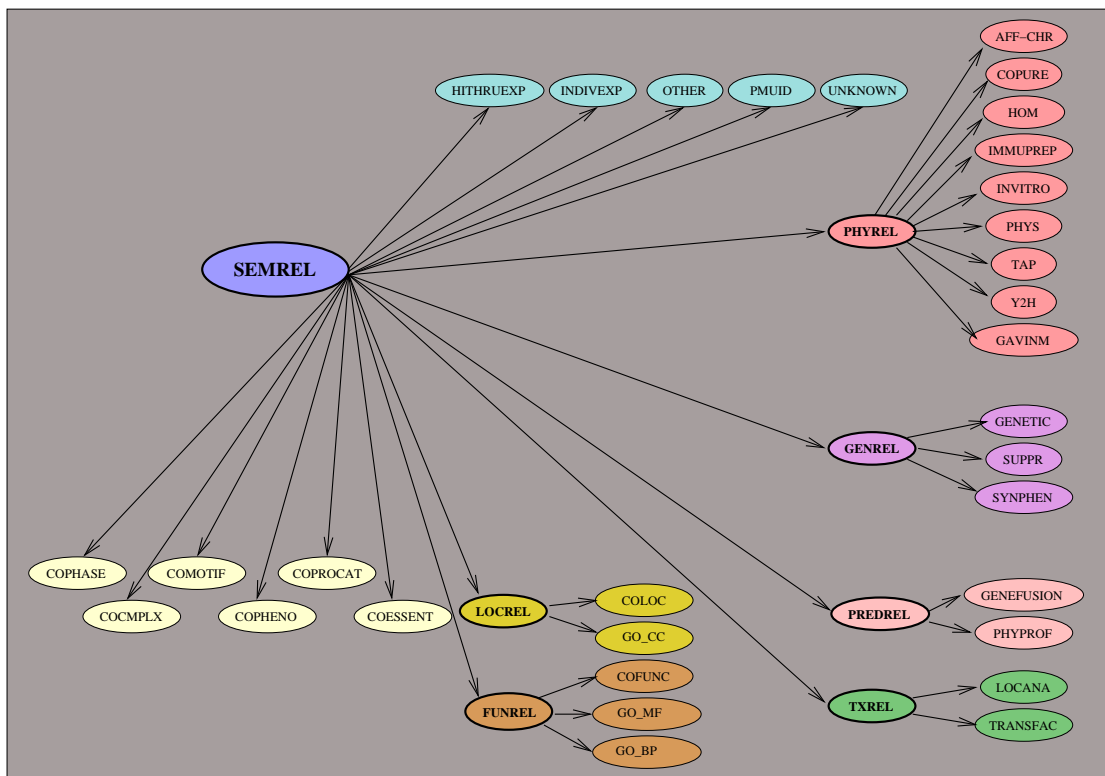 AFF−CHR
COPURE
HITHRUEXP INDIVEXP OTHER PMUID UNKNOWN
HOM
IMMUPREP
INVITRO
PHYREL
PHYS
SEMREL
TAP
Y2H
GAVINM
GENETIC
GENREL
SUPPR
SYNPHEN
COPHASE COMOTIF COPROCAT
COCMPLX COPHENO COESSENT
LOCREL
COLOC
GO_CC
PREDREL
GENEFUSION
PHYPROF
COFUNC
FUNREL
GO_MF
GO_BP
TXREL
LOCANA
TRANSFAC